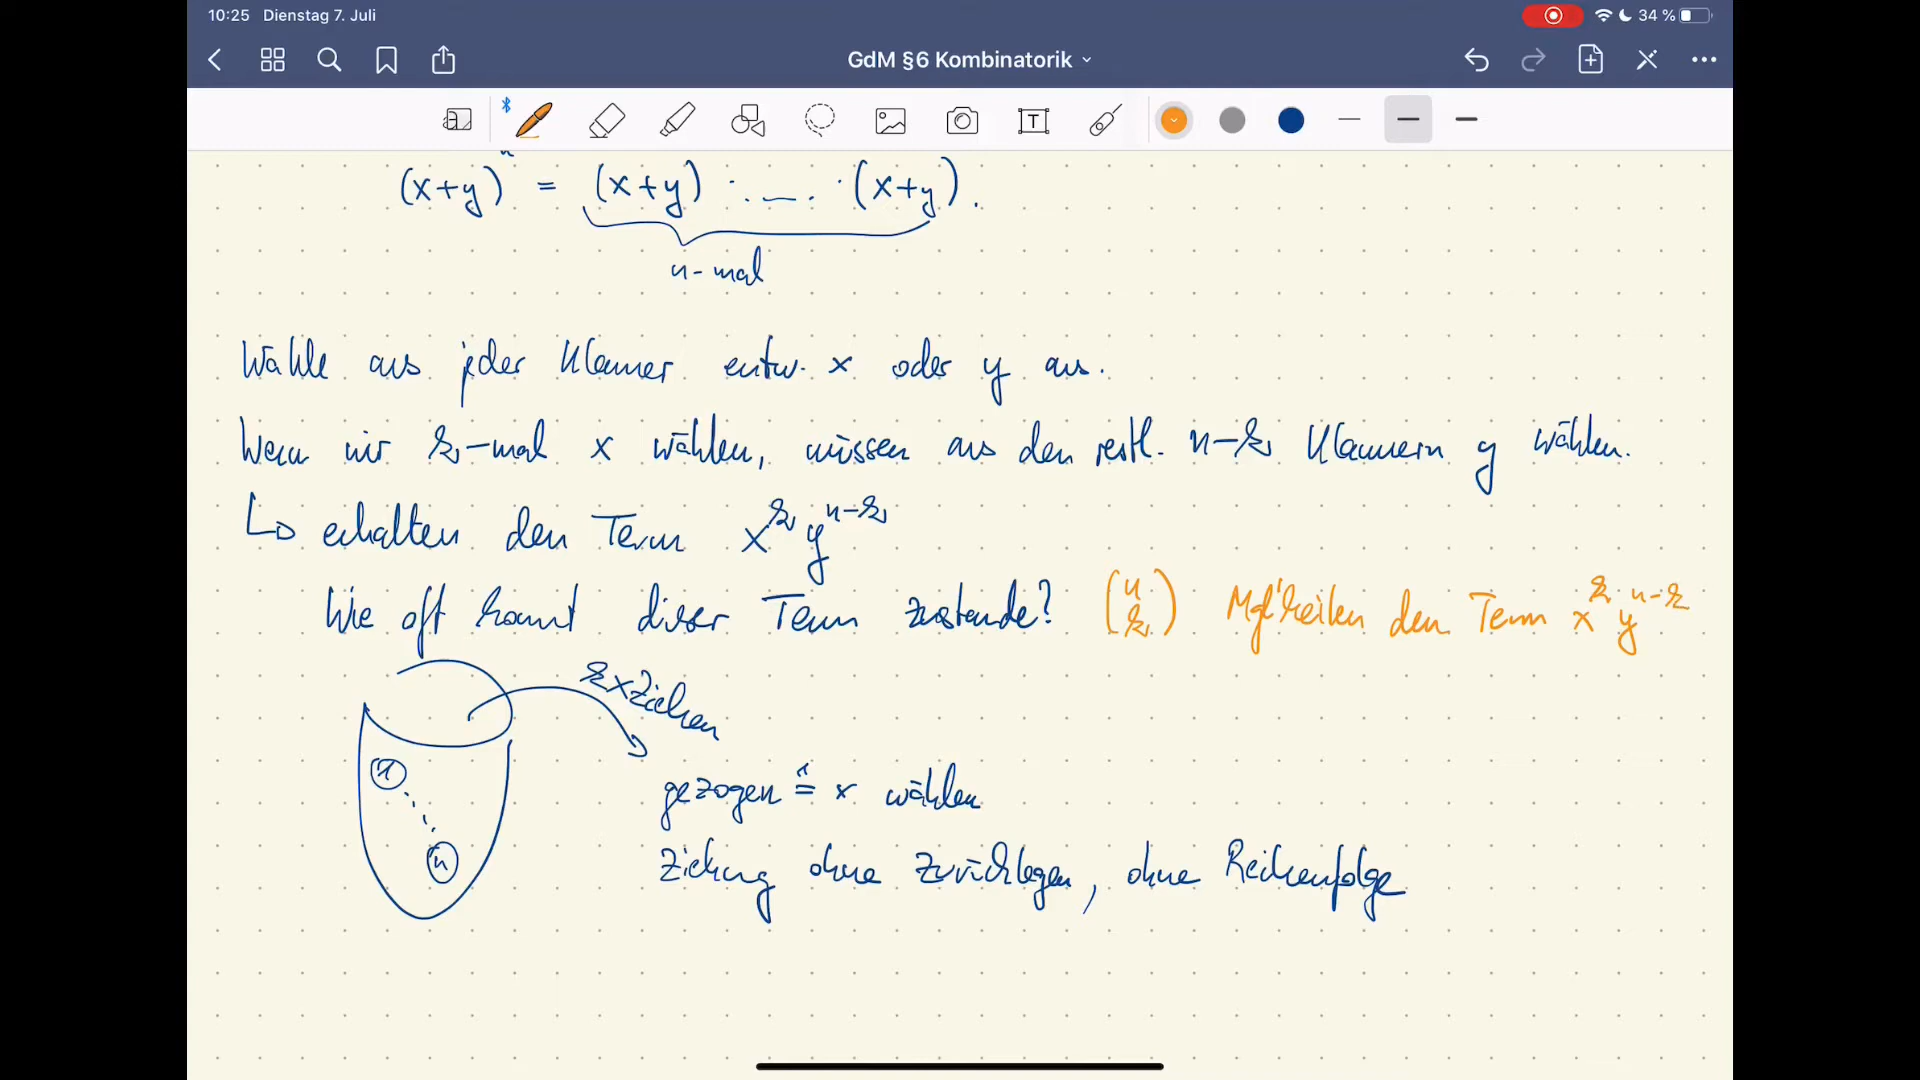 10:25 Dienstag 7. Juli 34 %
GdM §6 Kombinatorik
(x+y)ⁿ = (x+y) · … · (x+y).
n-mal
Wähle aus jeder Klammer entw. x oder y aus.
Wenn wir k-mal x wählen, müssen aus den restl. n-k Klammern y wählen.
↳ erhalten den Term x^k y^{n-k}
Wie oft kommt dieser Term zustande? (n k) Mgl'keiten den Term x^k y^{n-k}
k x Ziehen
1
gezogen ≙ x wählen
n
Ziehung ohne Zurücklegen, ohne Reihenfolge